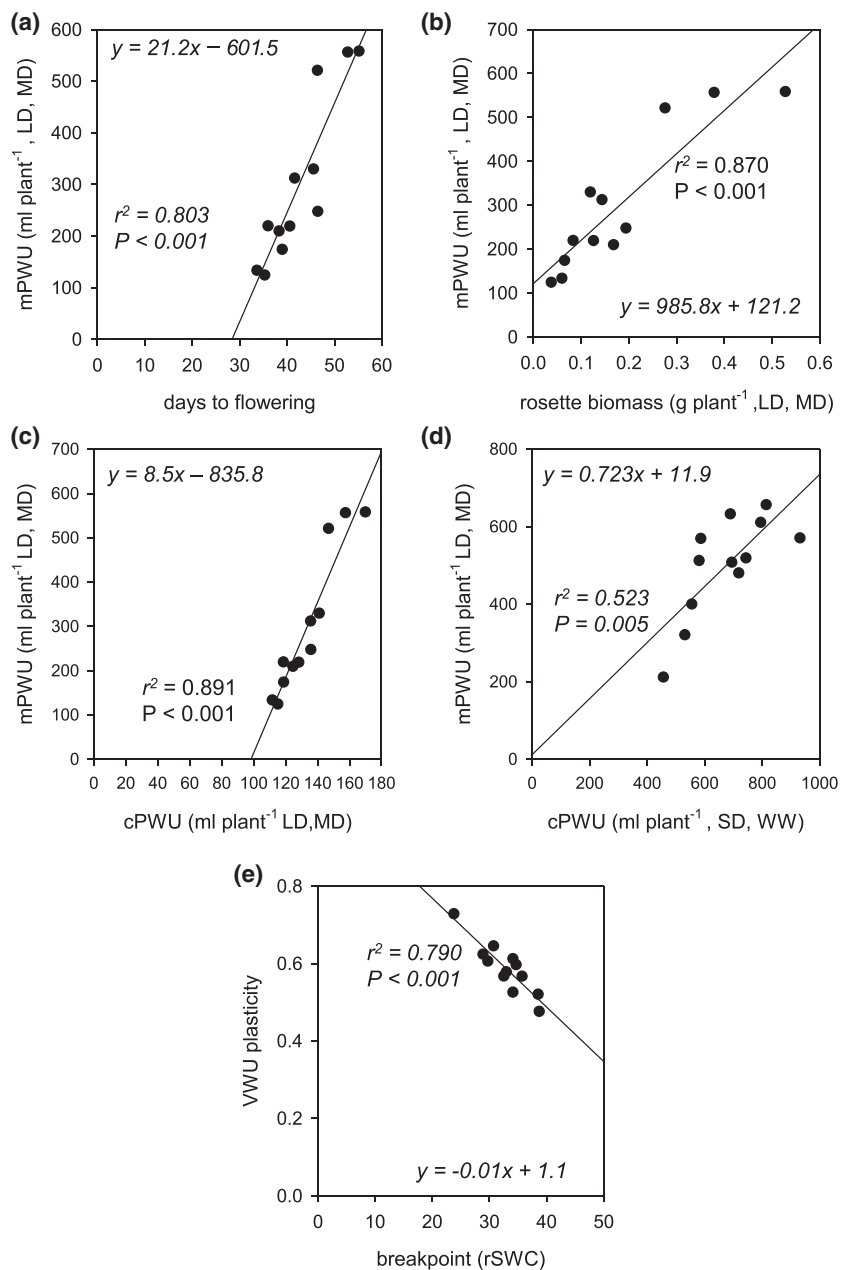 (a)
600
500
400
300
200
100
0
mPWU (ml plant⁻¹ , LD, MD)
y = 21.2x − 601.5
r² = 0.803
P < 0.001
0 10 20 30 40 50 60
days to flowering
(b)
700
600
500
400
300
200
100
0
mPWU (ml plant⁻¹, LD, MD)
r² = 0.870
P < 0.001
y = 985.8x + 121.2
0.0 0.1 0.2 0.3 0.4 0.5 0.6
rosette biomass (g plant⁻¹ ,LD, MD)
(c)
700
600
500
400
300
200
100
0
mPWU (ml plant⁻¹ LD, MD)
y = 8.5x − 835.8
r² = 0.891
P < 0.001
0 20 40 60 80 100 120 140 160 180
cPWU (ml plant⁻¹ LD,MD)
(d)
800
600
400
200
0
mPWU (ml plant⁻¹ LD, MD)
y = 0.723x + 11.9
r² = 0.523
P = 0.005
0 200 400 600 800 1000
cPWU (ml plant⁻¹ , SD, WW)
(e)
0.8
0.6
0.4
0.2
0.0
VWU plasticity
r² = 0.790
P < 0.001
y = -0.01x + 1.1
0 10 20 30 40 50
breakpoint (rSWC)